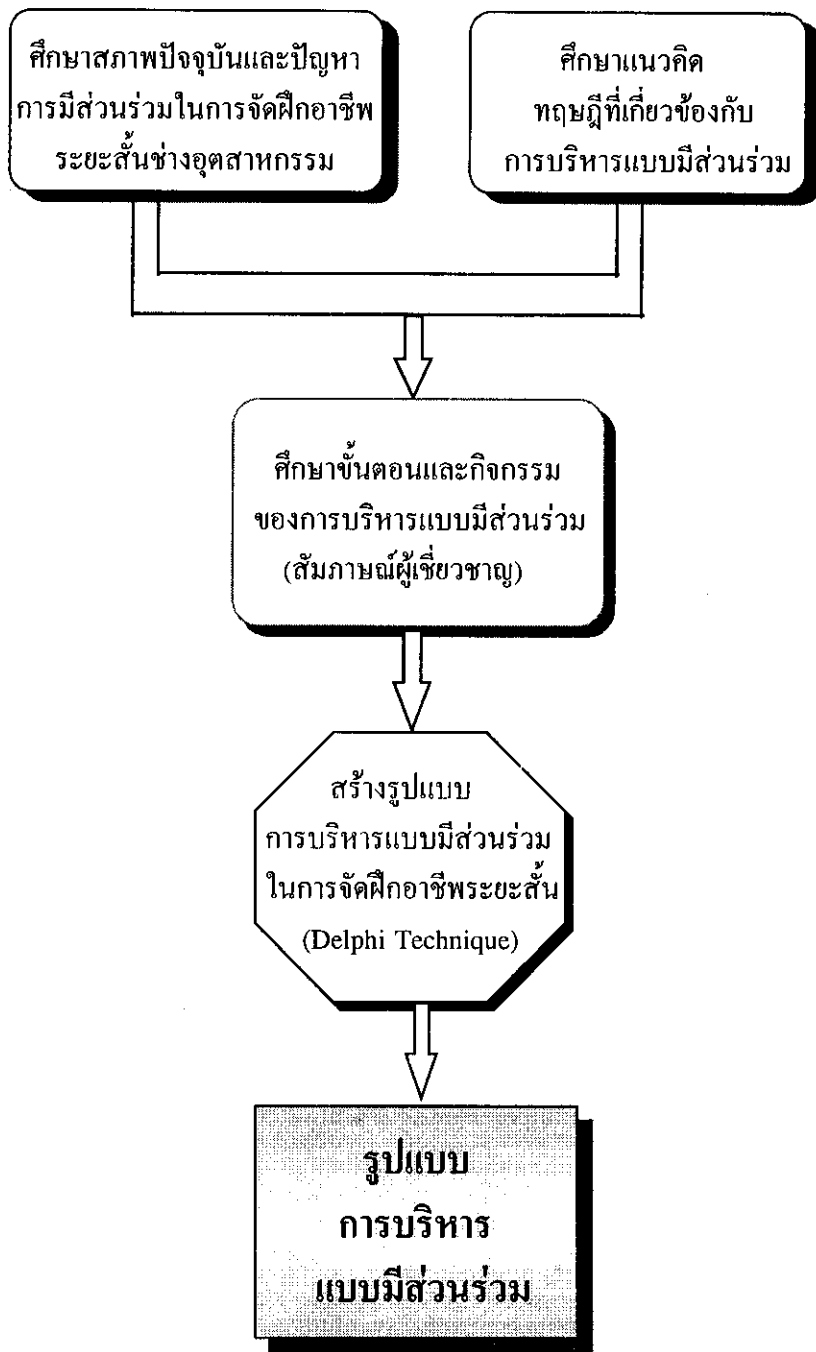 ศึกษาสภาพปัจจุบันและปัญหา
การมีส่วนร่วมในการจัดฝึกอาชีพ
ระยะสั้นช่างอุตสาหกรรม
ศึกษาแนวคิด
ทฤษฎีที่เกี่ยวข้องกับ
การบริหารแบบมีส่วนร่วม
ศึกษาขั้นตอนและกิจกรรม
ของการบริหารแบบมีส่วนร่วม
(สัมภาษณ์ผู้เชี่ยวชาญ)
สร้างรูปแบบ
การบริหารแบบมีส่วนร่วม
ในการจัดฝึกอาชีพระยะสั้น
(Delphi Technique)
รูปแบบ
การบริหาร
แบบมีส่วนร่วม